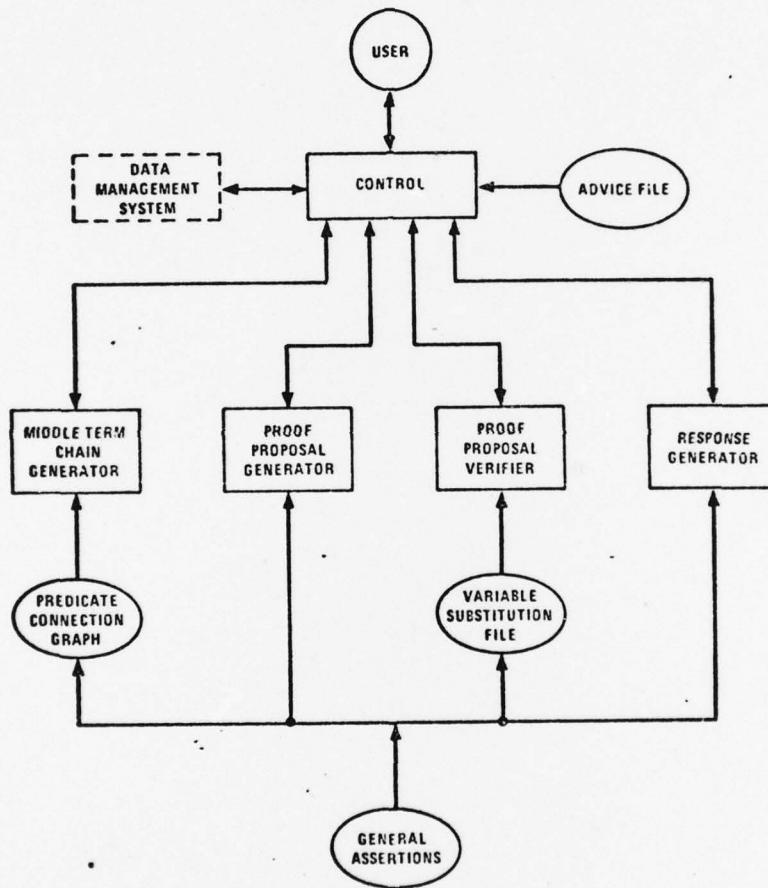 USER
DATA
MANAGEMENT
SYSTEM
CONTROL
ADVICE FILE
MIDDLE TERM
CHAIN
GENERATOR
PROOF
PROPOSAL
GENERATOR
PROOF
PROPOSAL
VERIFIER
RESPONSE
GENERATOR
PREDICATE
CONNECTION
GRAPH
VARIABLE
SUBSTITUTION
FILE
GENERAL
ASSERTIONS